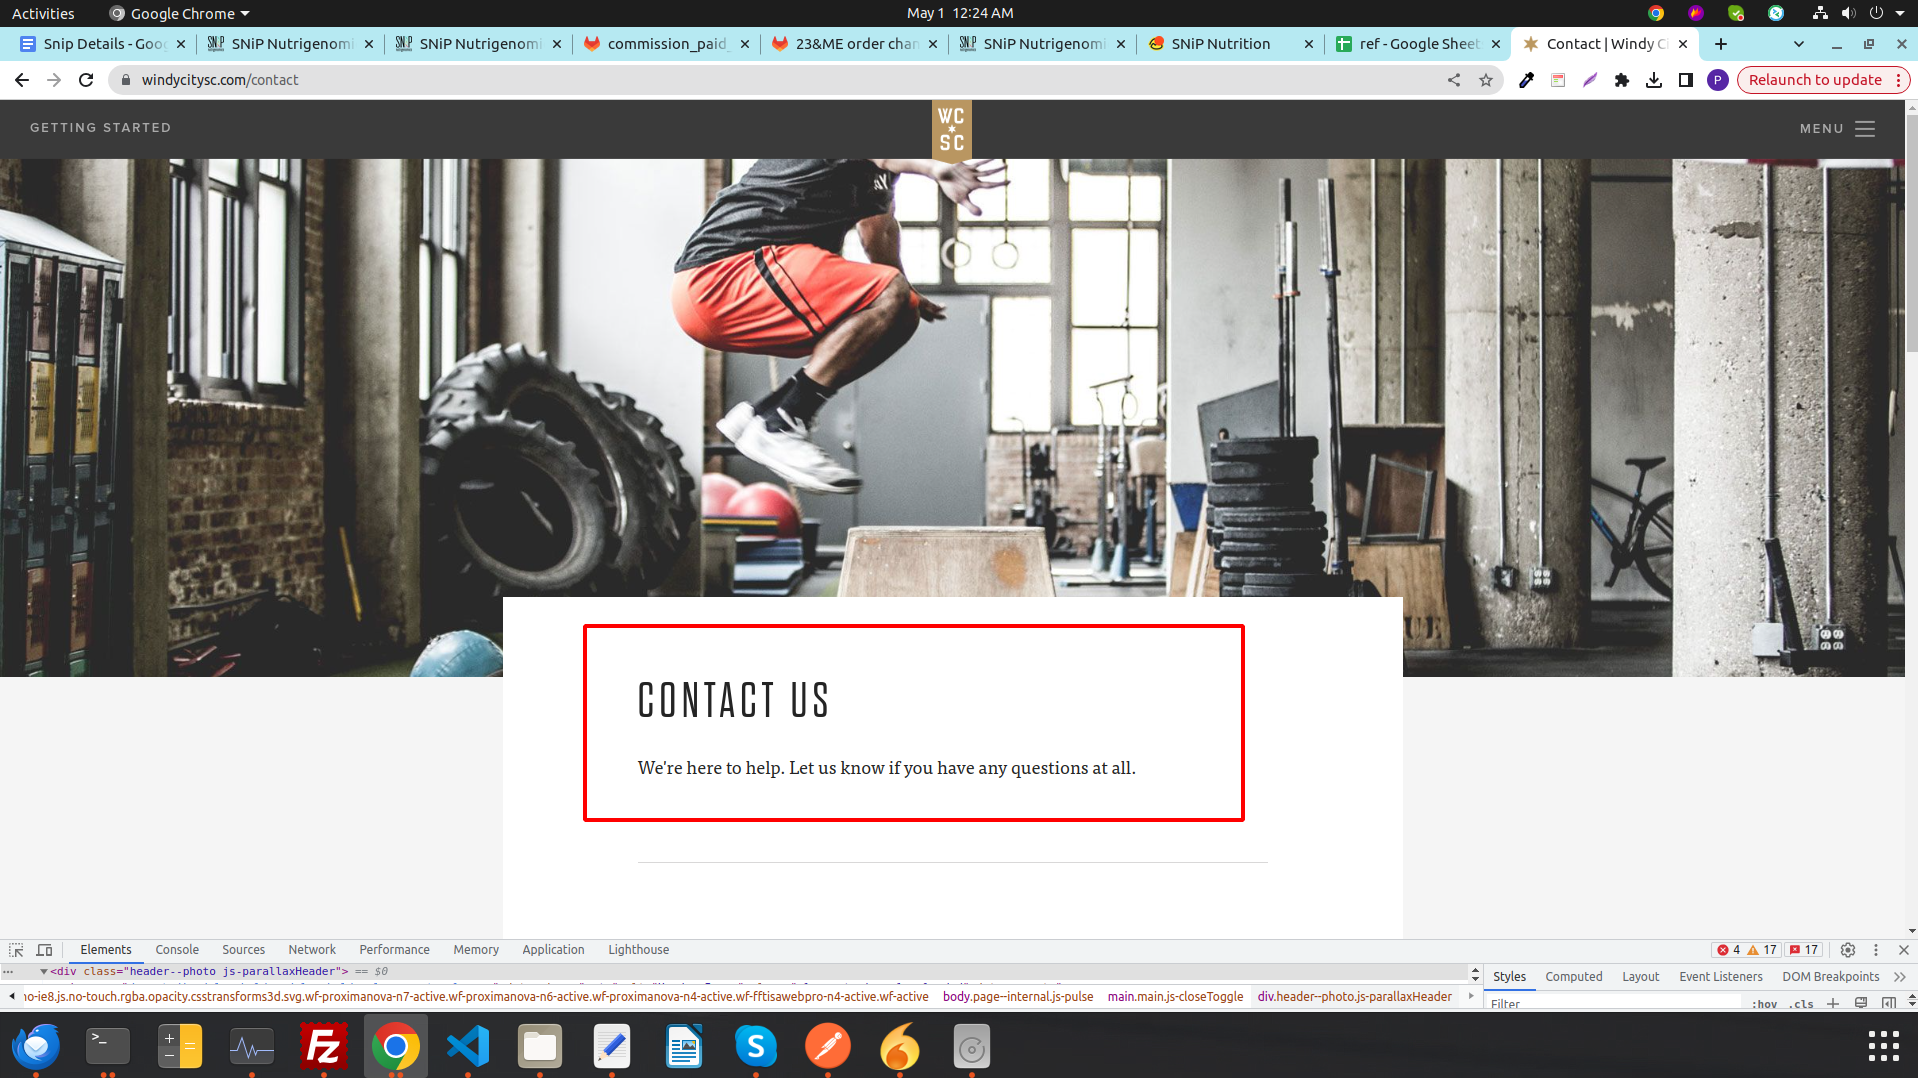 Activities
Google Chrome
May 1 12:24 AM
Snip Details - Goog
SNiP Nutrigenomi
SNiP Nutrigenomi
commission_paid_
23&ME order chan
SNiP Nutrigenomi
SNiP Nutrition
ref - Google Sheet
Contact | Windy Ci
windycitysc.com/contact
P
Relaunch to update
GETTING STARTED
WC
SC
MENU
CONTACT US
We're here to help. Let us know if you have any questions at all.
Elements
Console
Sources
Network
Performance
Memory
Application
Lighthouse
4
17
17
<div class="header--photo js-parallaxHeader"> == $0
Styles
Computed
Layout
Event Listeners
DOM Breakpoints
no-ie8.js.no-touch.rgba.opacity.csstransforms3d.svg.wf-proximanova-n7-active.wf-proximanova-n6-active.wf-proximanova-n4-active.wf-fftisawebpro-n4-active.wf-active
body.page--internal.js-pulse
main.main.js-closeToggle
div.header--photo.js-parallaxHeader
Filter
:hov
.cls
Fz
S